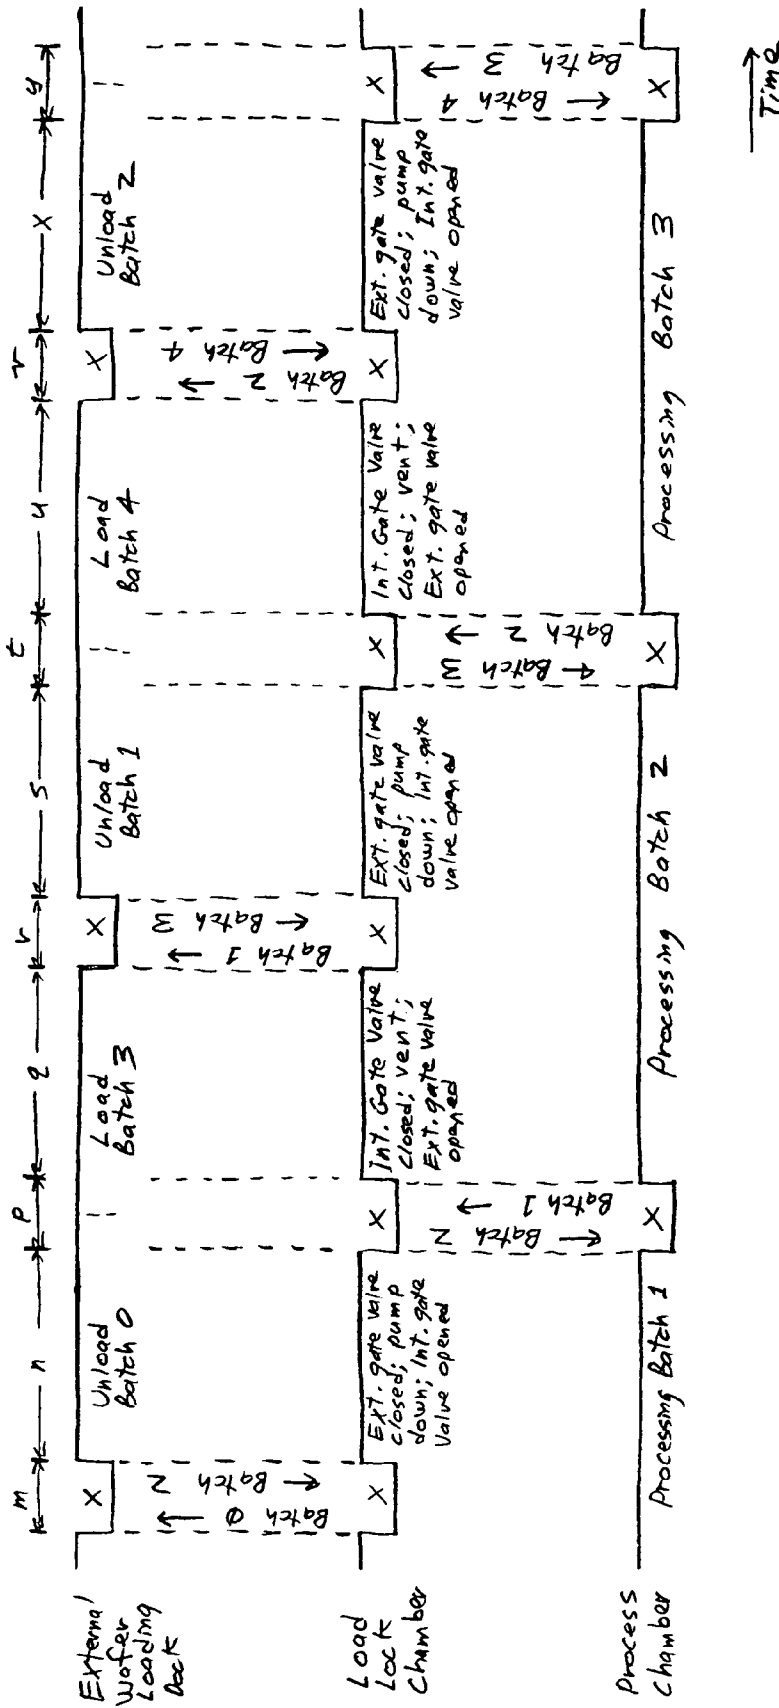 m n p q r s t u v x y
External
Wafer
Loading
Dock
X
Unload
Batch 0
Load
Batch 3
X
Unload
Batch 1
Load
Batch 4
X
Unload
Batch 2
Batch 0
Batch 2
Batch 1
Batch 3
Batch 2
Batch 4
Load
Lock
Chamber
X
Ext. gate valve
closed; pump
down; Int. gate
valve opened
X
Int. Gate Valve
closed; vent;
Ext. gate valve
opened
X
Ext. gate valve
closed; pump
down; Int. gate
valve opened
X
Int. Gate Valve
closed; vent;
Ext. gate valve
opened
X
Ext. gate valve
closed; pump
down; Int. gate
valve opened
X
Batch 2
Batch 1
Batch 3
Batch 2
Batch 4
Batch 3
Process
Chamber
Processing Batch 1
X
Processing Batch 2
X
Processing Batch 3
X
Time